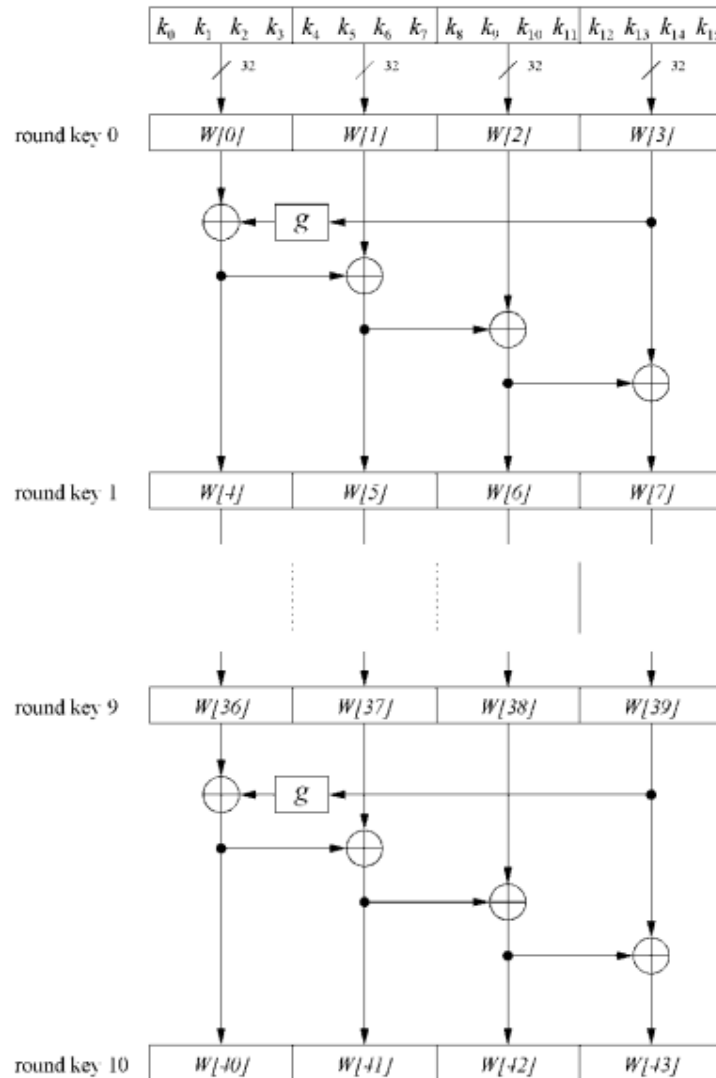 k₀ k₁ k₂ k₃ k₄ k₅ k₆ k₇ k₈ k₉ k₁₀ k₁₁ k₁₂ k₁₃ k₁₄ k₁₅
32 32 32 32
round key 0 W[0] W[1] W[2] W[3]
g
round key 1 W[4] W[5] W[6] W[7]
round key 9 W[36] W[37] W[38] W[39]
g
round key 10 W[40] W[41] W[42] W[43]